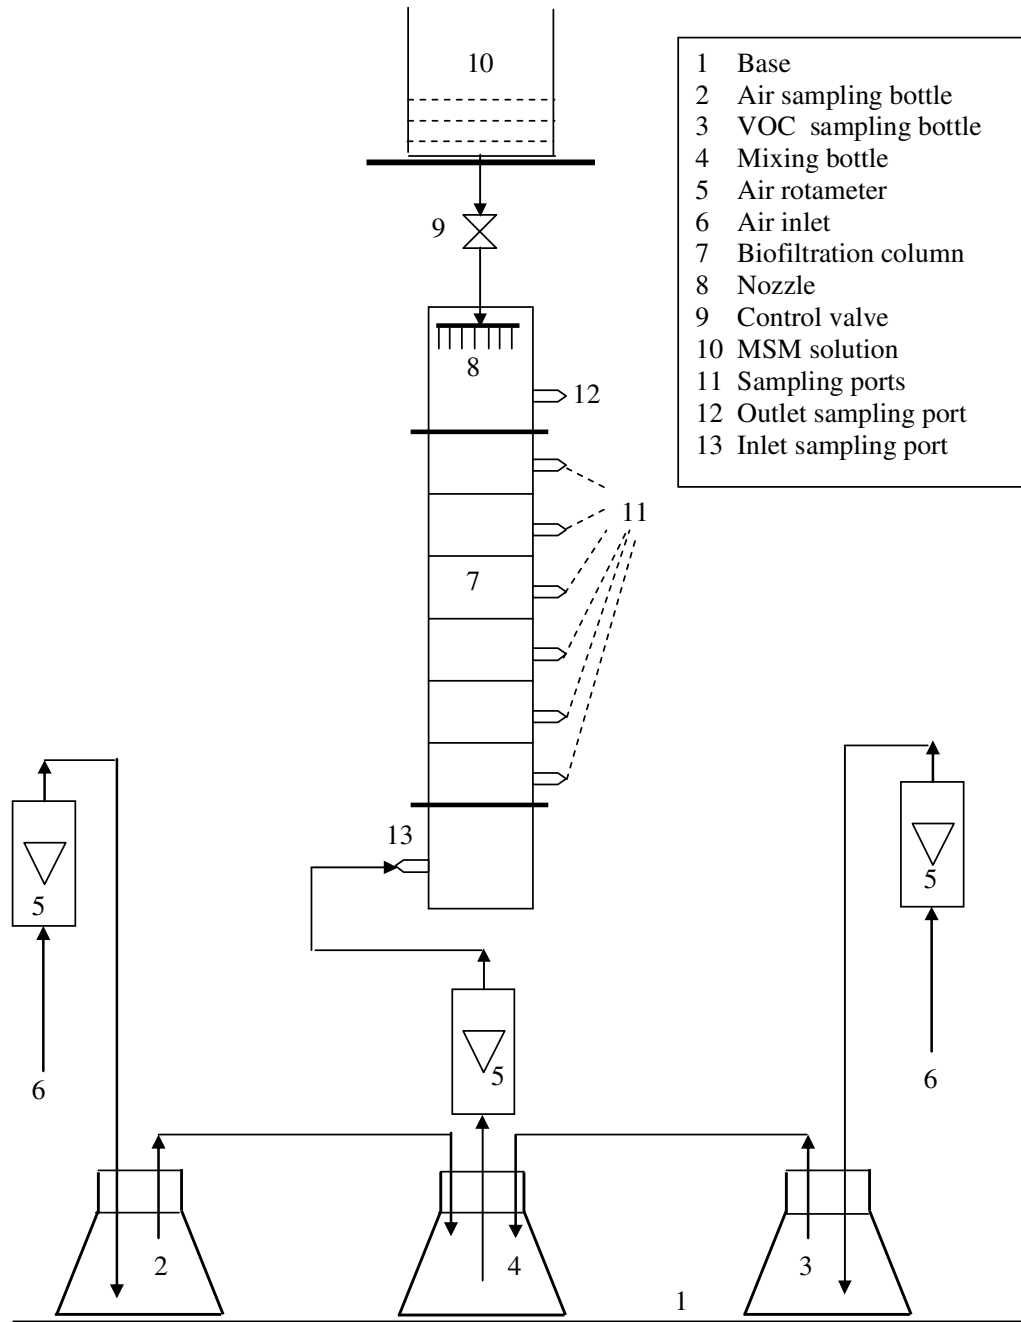 10
1 Base
2 Air sampling bottle
3 VOC sampling bottle
4 Mixing bottle
5 Air rotameter
6 Air inlet
7 Biofiltration column
8 Nozzle
9 Control valve
10 MSM solution
11 Sampling ports
12 Outlet sampling port
13 Inlet sampling port
9
8
12
11
7
13
5
5
5
6
6
2
4
3
1